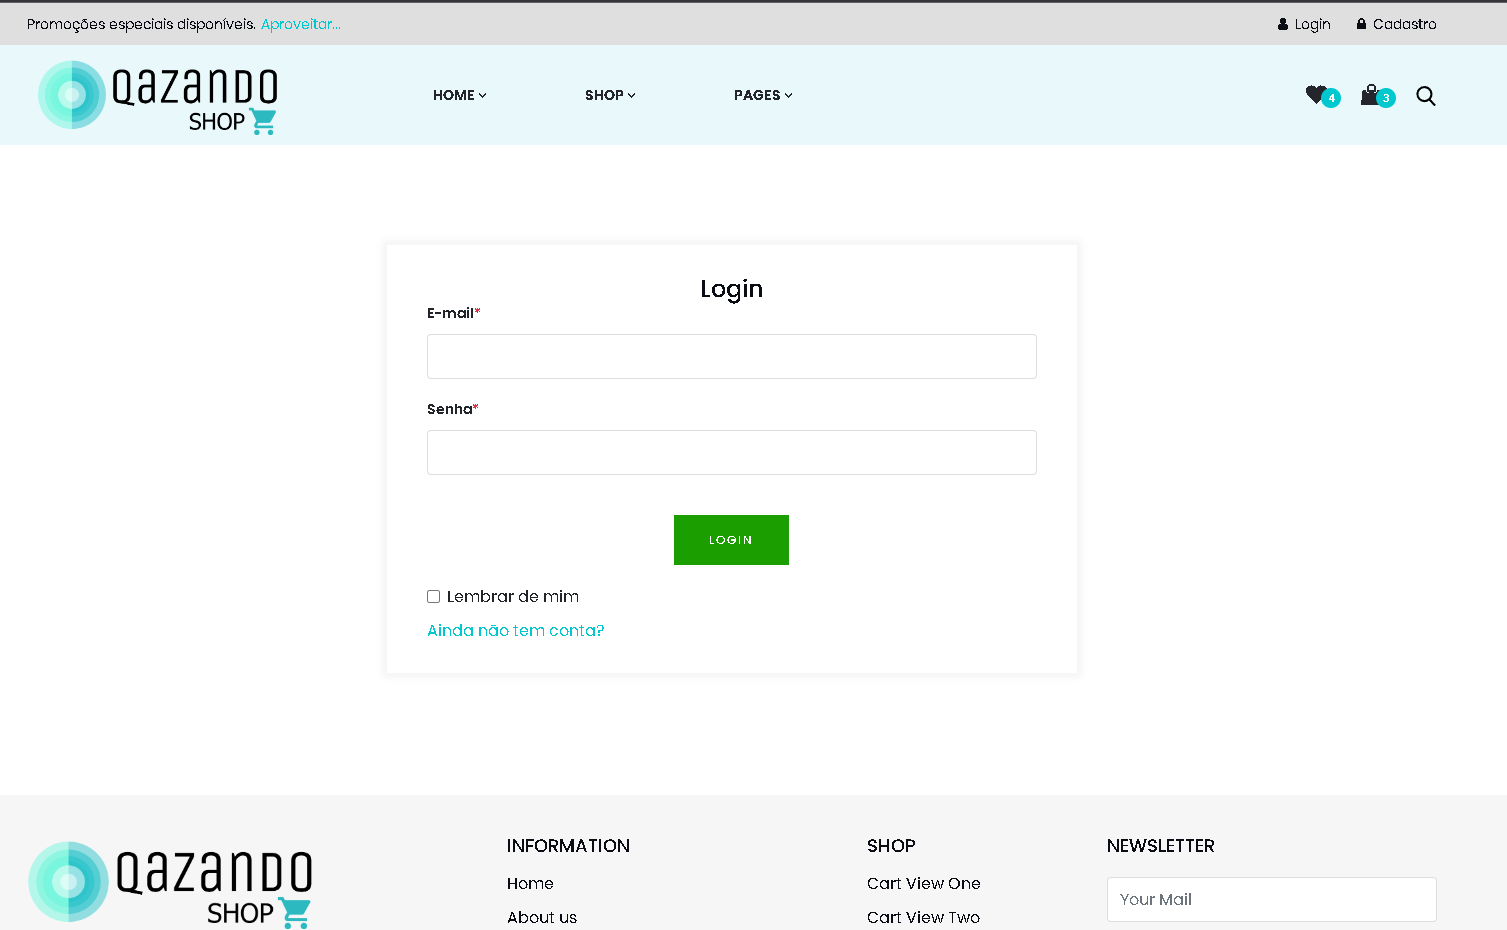 Promoções especiais disponíveis. Aproveitar...
Login
Cadastro
QAZANDO
SHOP
HOME
SHOP
PAGES
4
3
Login
E-mail*
Senha*
LOGIN
Lembrar de mim
Ainda não tem conta?
QAZANDO
SHOP
INFORMATION
Home
About us
SHOP
Cart View One
Cart View Two
NEWSLETTER
Your Mail